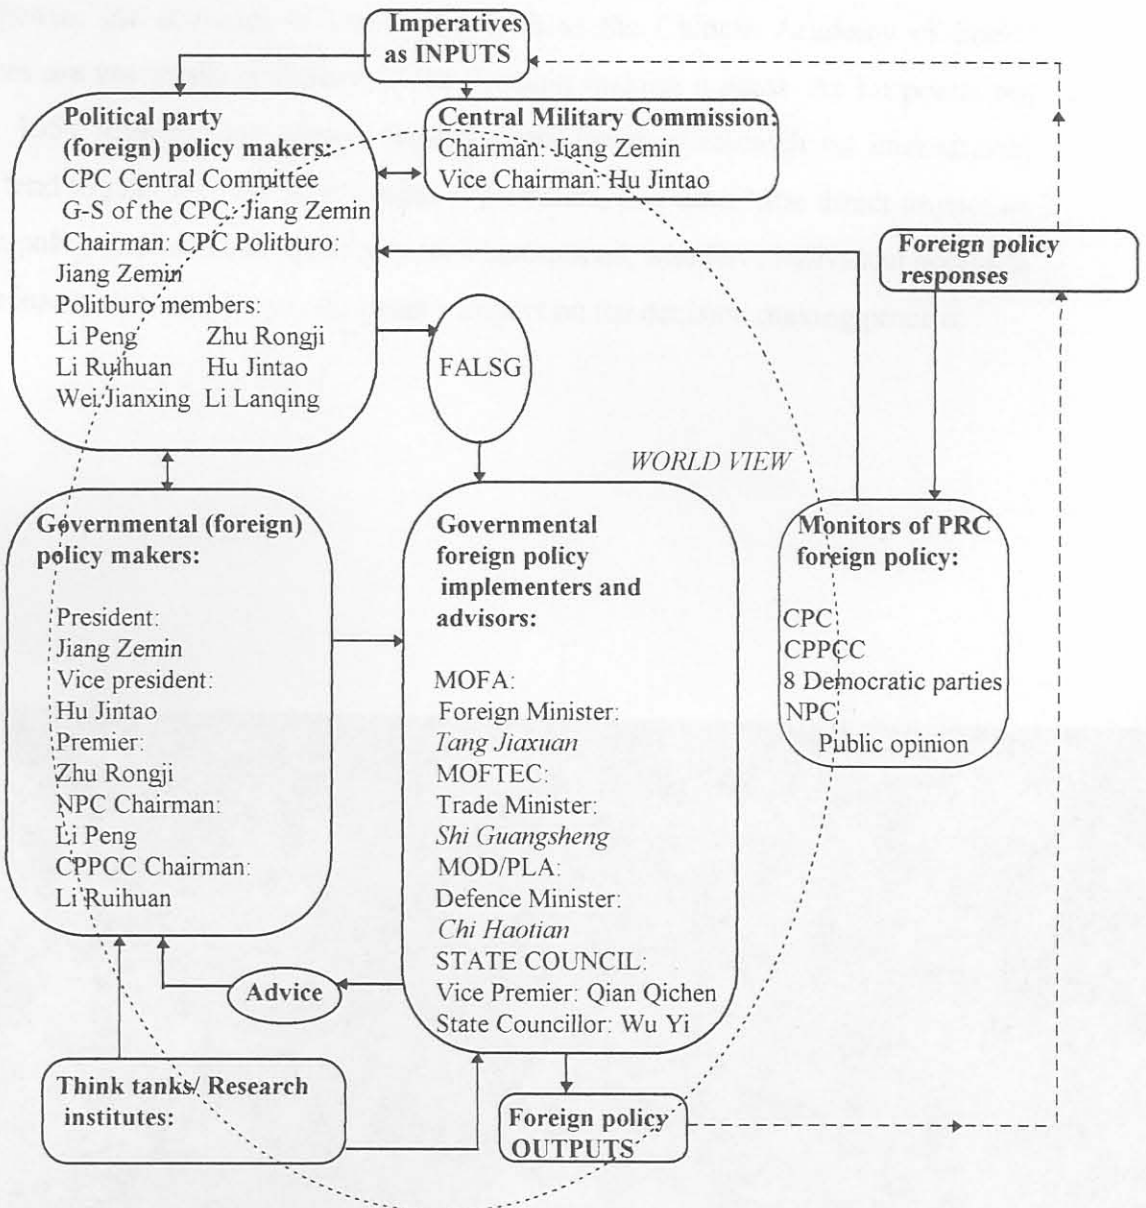 Imperatives
as INPUTS
Political party
(foreign) policy makers:
CPC Central Committee
G-S of the CPC: Jiang Zemin
Chairman: CPC Politburo:
Jiang Zemin
Politburo members:
Li Peng Zhu Rongji
Li Ruihuan Hu Jintao
Wei Jianxing Li Lanqing
Central Military Commission:
Chairman: Jiang Zemin
Vice Chairman: Hu Jintao
Foreign policy
responses
FALSG
WORLD VIEW
Governmental (foreign)
policy makers:
President:
Jiang Zemin
Vice president:
Hu Jintao
Premier:
Zhu Rongji
NPC Chairman:
Li Peng
CPPCC Chairman:
Li Ruihuan
Governmental
foreign policy
implementers and
advisors:
MOFA:
Foreign Minister:
Tang Jiaxuan
MOFTEC:
Trade Minister:
Shi Guangsheng
MOD/PLA:
Defence Minister:
Chi Haotian
STATE COUNCIL:
Vice Premier: Qian Qichen
State Councillor: Wu Yi
Monitors of PRC
foreign policy:
CPC
CPPCC
8 Democratic parties
NPC
Public opinion
Advice
Think tanks/ Research
institutes:
Foreign policy
OUTPUTS